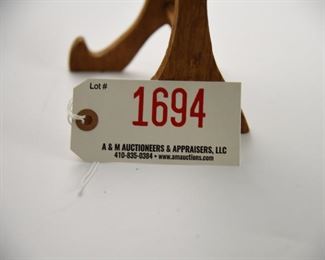 Lot #
1694
A & M AUCTIONEERS & APPRAISERS, LLC
410-835-0384 • www.amauctions.com